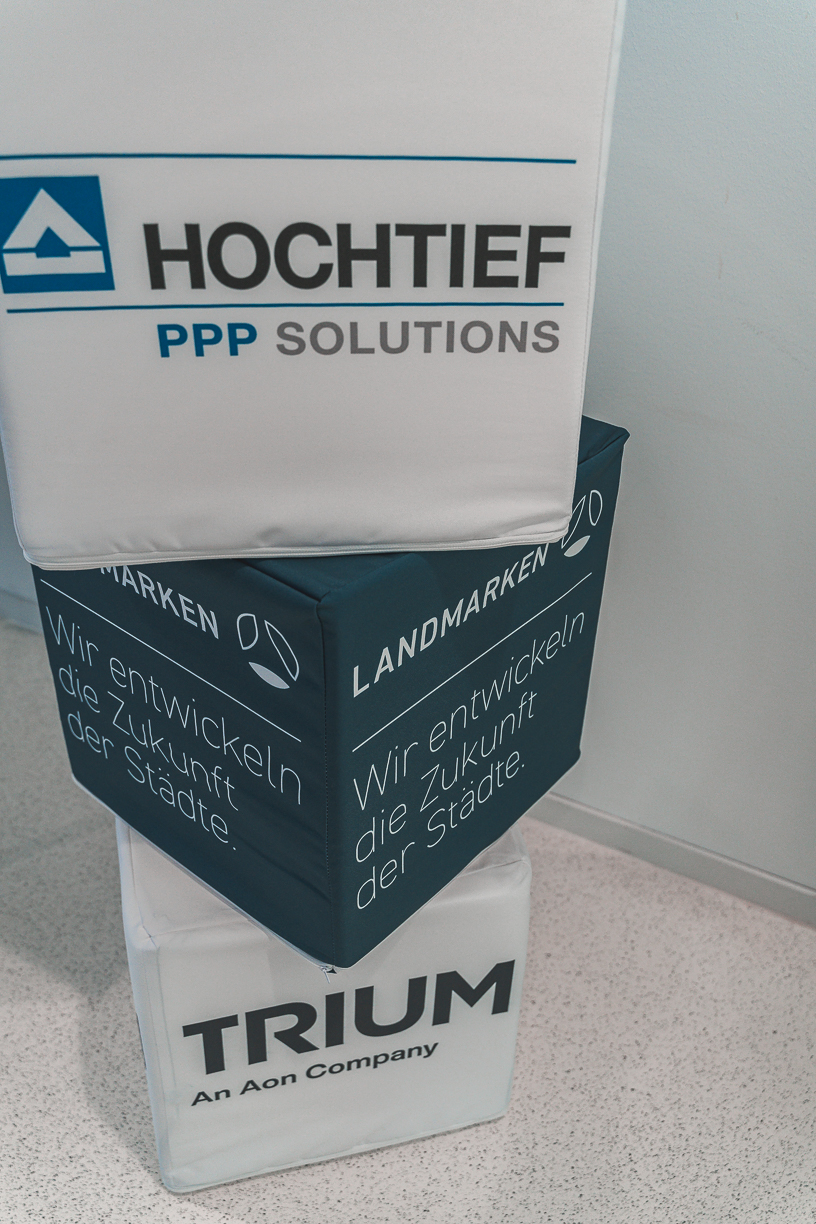 HOCHTIEF
PPP SOLUTIONS
MARKEN
Wir entwickeln
die Zukunft
der Städte.
LANDMARKEN
Wir entwickeln
die Zukunft
der Städte.
TRIUM
An Aon Company